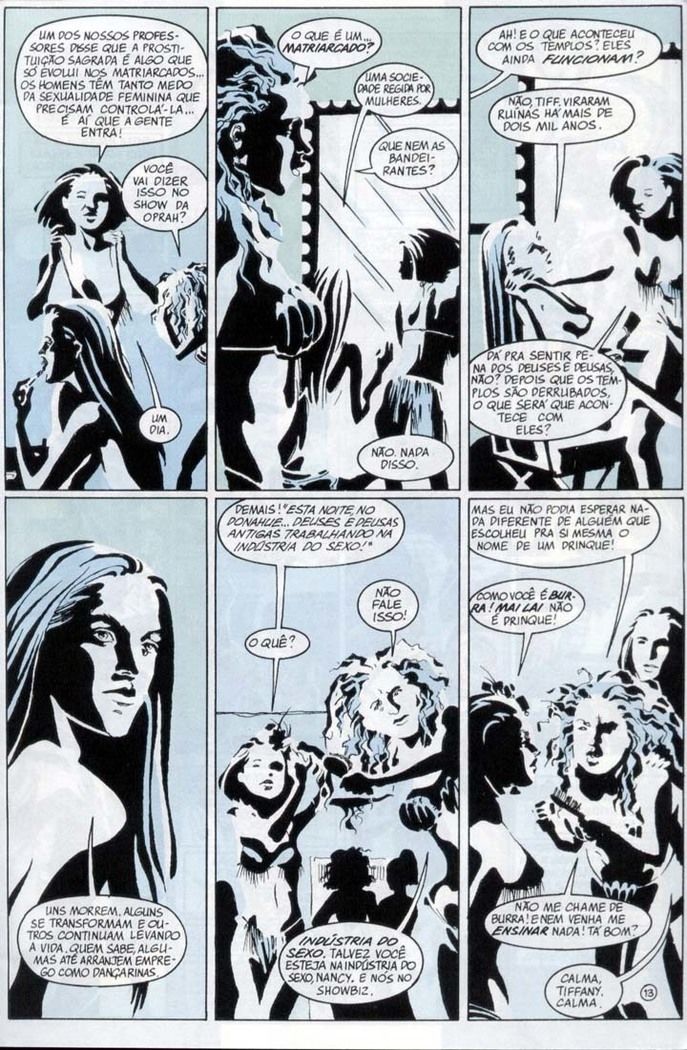 UM DOS NOSSOS PROFES-
SORES DISSE QUE A PROSTI-
TUIÇÃO SAGRADA É ALGO QUE
SÓ EVOLUI NOS MATRIARCADOS...
OS HOMENS TÊM TANTO MEDO
DA SEXUALIDADE FEMININA QUE
PRECISAM CONTROLÁ-LA...
É AÍ QUE A GENTE
ENTRA!
VOCÊ
VAI DIZER
ISSO NO
SHOW DA
OPRAH?
UM
DIA.
O QUE É UM...
MATRIARCADO?
UMA SOCIE-
DADE REGIDA POR
MULHERES.
QUE NEM AS
BANDEI-
RANTES?
NÃO. NADA
DISSO.
AH! E O QUE ACONTECEU
COM OS TEMPLOS? ELES
AINDA FUNCIONAM?
NÃO, TIFF. VIRARAM
RUÍNAS HÁ MAIS DE
DOIS MIL ANOS.
DÁ PRA SENTIR PE-
NA DOS DEUSES E DEUSAS,
NÃO? DEPOIS QUE OS TEM-
PLOS SÃO DERRUBADOS,
O QUE SERÁ QUE ACON-
TECE COM
ELES?
UNS MORREM. ALGUNS
SE TRANSFORMAM E OU-
TROS CONTINUAM LEVANDO
A VIDA. QUEM SABE, ALGU-
MAS ATÉ ARRANJEM EMPRE-
GO COMO DANÇARINAS.
DEMAIS! "ESTA NOITE, NO
DONAHUE... DEUSES E DEUSAS
ANTIGAS TRABALHANDO NA
INDÚSTRIA DO SEXO!"
O QUÊ?
NÃO
FALE
ISSO!
INDÚSTRIA DO
SEXO. TALVEZ VOCÊ
ESTEJA NA INDÚSTRIA DO
SEXO, NANCY. E NÓS NO
SHOWBIZ.
MAS EU NÃO PODIA ESPERAR NA-
DA DIFERENTE DE ALGUÉM QUE
ESCOLHEU PRA SI MESMA O
NOME DE UM DRINQUE!
COMO VOCÊ É BUR-
RA! MAI LAI NÃO
É DRINQUE!
NÃO ME CHAME DE
BURRA! E NEM VENHA ME
ENSINAR NADA! TÁ BOM?
CALMA,
TIFFANY.
CALMA.
13